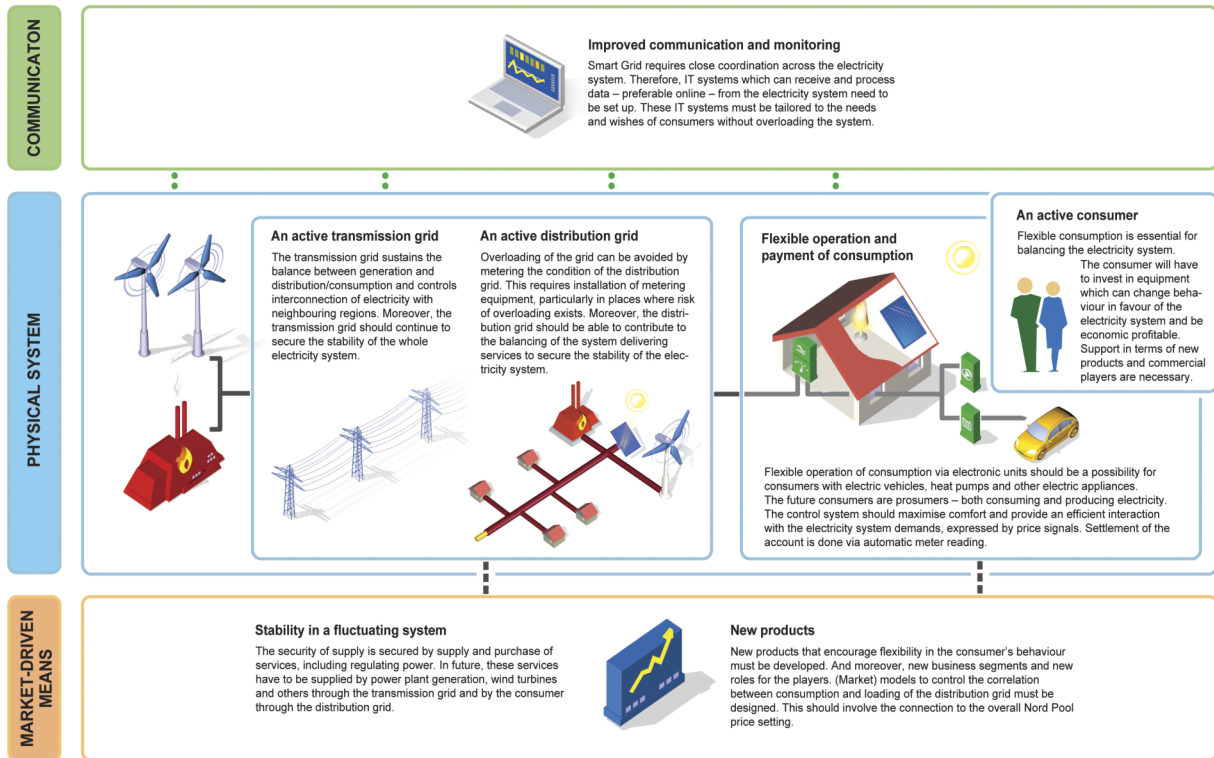 COMMUNICATON
Improved communication and monitoring
Smart Grid requires close coordination across the electricity
system. Therefore, IT systems which can receive and process
data – preferable online – from the electricity system need to
be set up. These IT systems must be tailored to the needs
and wishes of consumers without overloading the system.
PHYSICAL SYSTEM
An active transmission grid
The transmission grid sustains the
balance between generation and
distribution/consumption and controls
interconnection of electricity with
neighbouring regions. Moreover, the
transmission grid should continue to
secure the stability of the whole
electricity system.
An active distribution grid
Overloading of the grid can be avoided by
metering the condition of the distribution
grid. This requires installation of metering
equipment, particularly in places where risk
of overloading exists. Moreover, the distri-
bution grid should be able to contribute to
the balancing of the system delivering
services to secure the stability of the elec-
tricity system.
Flexible operation and
payment of consumption
An active consumer
Flexible consumption is essential for
balancing the electricity system.
The consumer will have
to invest in equipment
which can change beha-
viour in favour of the
electricity system and be
economic profitable.
Support in terms of new
products and commercial
players are necessary.
Flexible operation of consumption via electronic units should be a possibility for
consumers with electric vehicles, heat pumps and other electric appliances.
The future consumers are prosumers – both consuming and producing electricity.
The control system should maximise comfort and provide an efficient interaction
with the electricity system demands, expressed by price signals. Settlement of the
account is done via automatic meter reading.
MARKET-DRIVEN
MEANS
Stability in a fluctuating system
The security of supply is secured by supply and purchase of
services, including regulating power. In future, these services
have to be supplied by power plant generation, wind turbines
and others through the transmission grid and by the consumer
through the distribution grid.
New products
New products that encourage flexibility in the consumer's behaviour
must be developed. And moreover, new business segments and new
roles for the players. (Market) models to control the correlation
between consumption and loading of the distribution grid must be
designed. This should involve the connection to the overall Nord Pool
price setting.